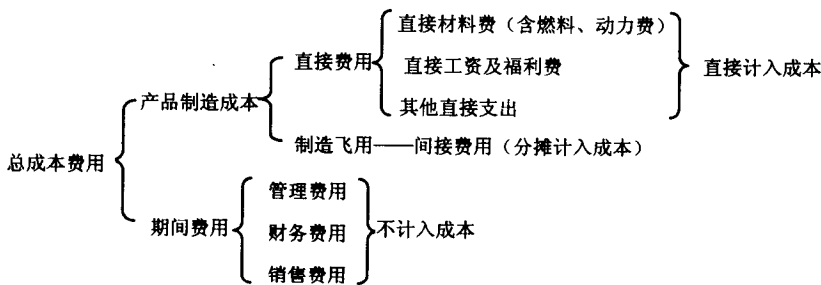 直接材料费（含燃料、动力费）
直接费用
直接工资及福利费
直接计入成本
产品制造成本
其他直接支出
制造飞用——间接费用（分摊计入成本）
总成本费用
管理费用
期间费用
财务费用
不计入成本
销售费用